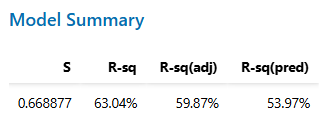 Model Summary
S R-sq R-sq(adj) R-sq(pred)
0.668877 63.04% 59.87% 53.97%